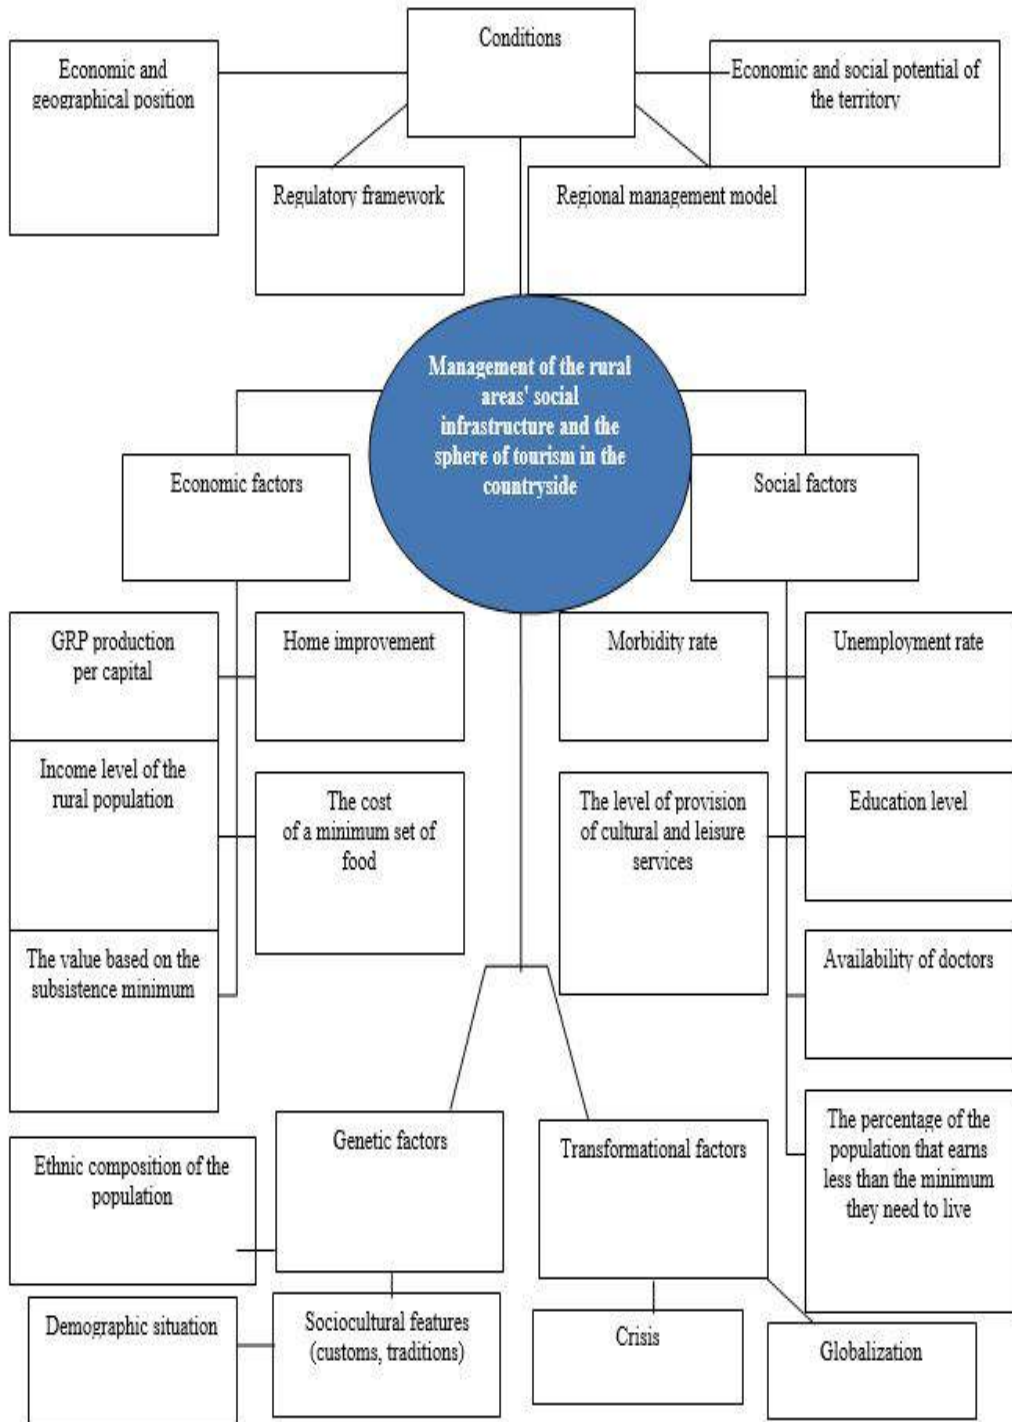 Conditions
Economic and
geographical position
Economic and social potential of
the territory
Regulatory framework
Regional management model
Management of the rural
areas' social
infrastructure and the
sphere of tourism in the
countryside
Economic factors
Social factors
GRP production
per capital
Home improvement
Morbidity rate
Unemployment rate
Income level of the
rural population
The cost
of a minimum set of
food
The level of provision
of cultural and leisure
services
Education level
The value based on the
subsistence minimum
Availability of doctors
Genetic factors
Transformational factors
The percentage of the
population that earns
less than the minimum
they need to live
Ethnic composition of the
population
Demographic situation
Sociocultural features
(customs, traditions)
Crisis
Globalization